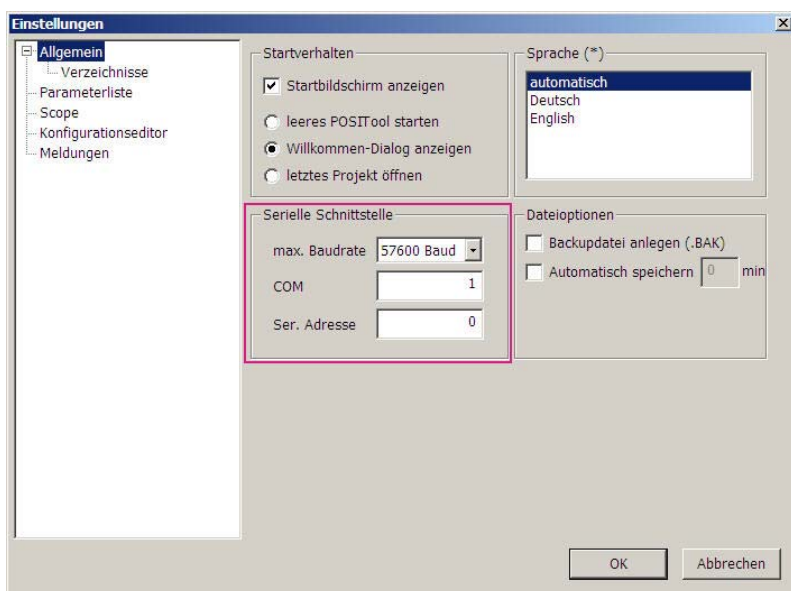 Einstellungen
Allgemein
Verzeichnisse
Parameterliste
Scope
Konfigurationseditor
Meldungen
Startverhalten
Startbildschirm anzeigen
leeres POSITool starten
Willkommen-Dialog anzeigen
letztes Projekt öffnen
Sprache (*)
automatisch
Deutsch
English
Serielle Schnittstelle
max. Baudrate 57600 Baud
COM 1
Ser. Adresse 0
Dateioptionen
Backupdatei anlegen (.BAK)
Automatisch speichern 0 min
OK Abbrechen